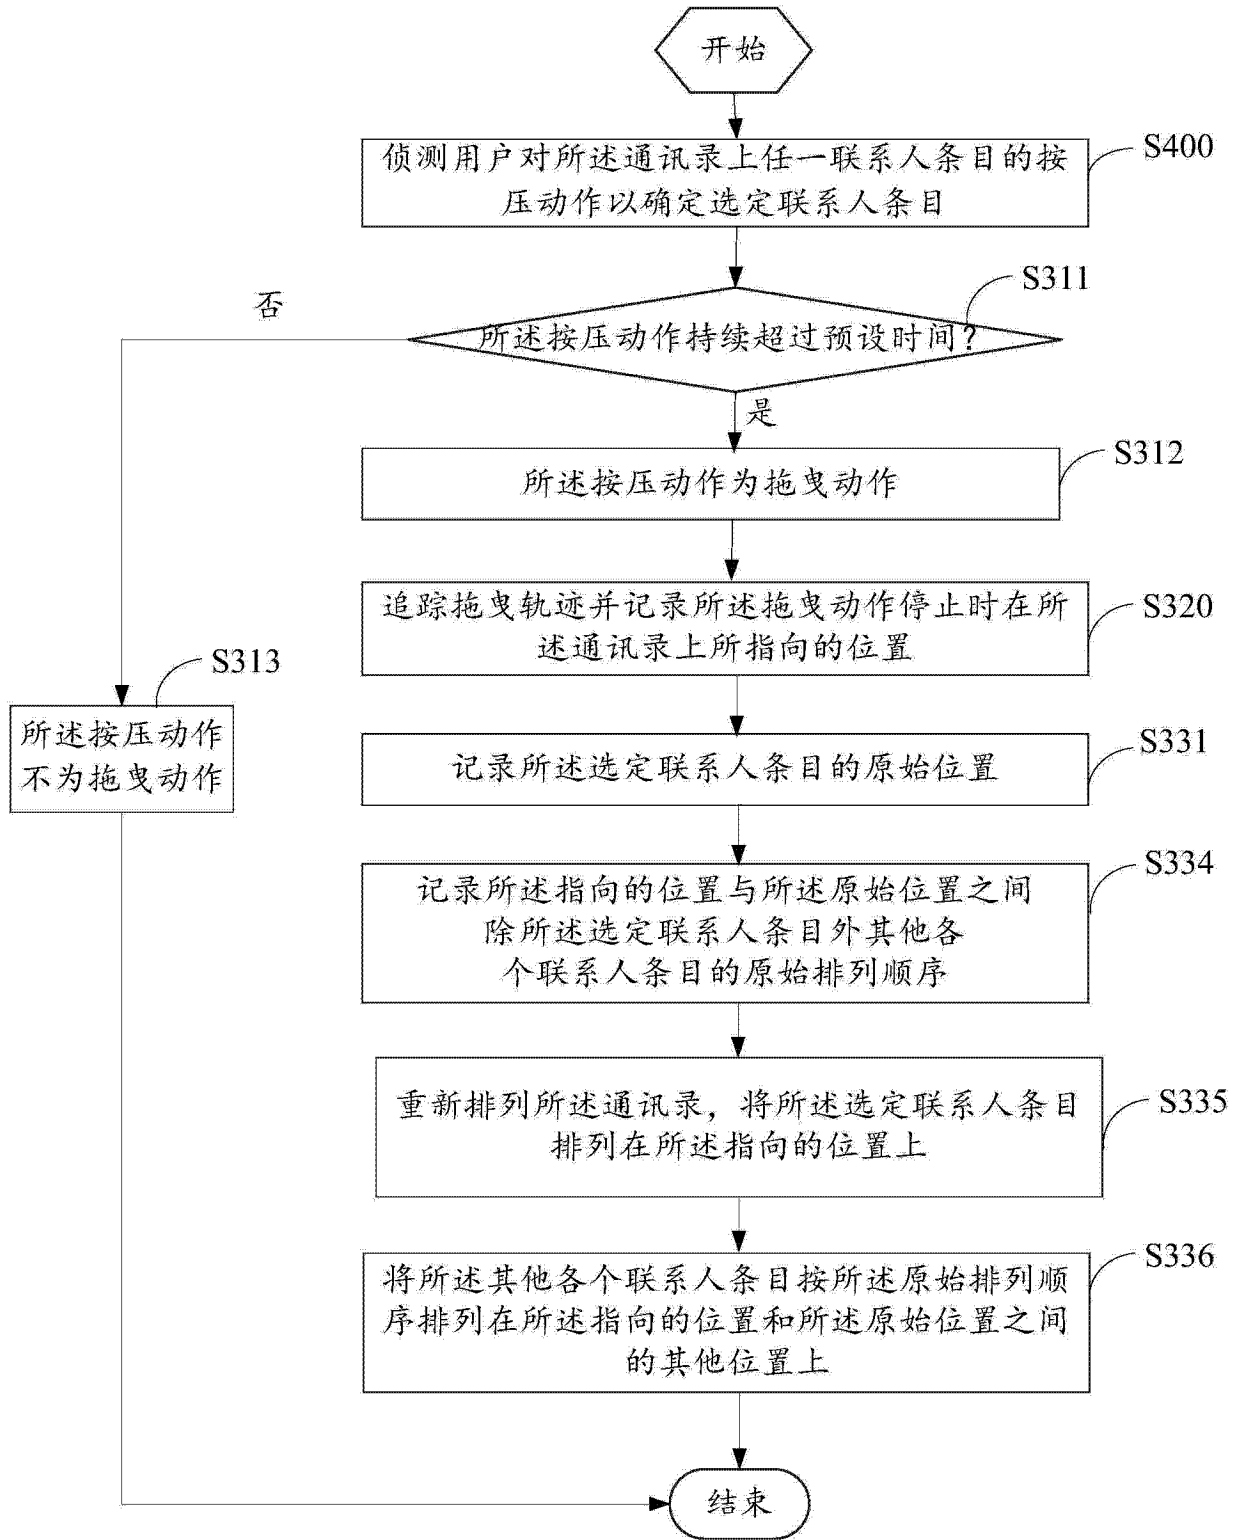 开始
S400
侦测用户对所述通讯录上任一联系人条目的按
压动作以确定选定联系人条目
S311
否
所述按压动作持续超过预设时间?
是
S312
所述按压动作为拖曳动作
S320
追踪拖曳轨迹并记录所述拖曳动作停止时在所
述通讯录上所指向的位置
S313
所述按压动作
不为拖曳动作
S331
记录所述选定联系人条目的原始位置
S334
记录所述指向的位置与所述原始位置之间
除所述选定联系人条目外其他各
个联系人条目的原始排列顺序
S335
重新排列所述通讯录，将所述选定联系人条目
排列在所述指向的位置上
S336
将所述其他各个联系人条目按所述原始排列顺
序排列在所述指向的位置和所述原始位置之间
的其他位置上
结束